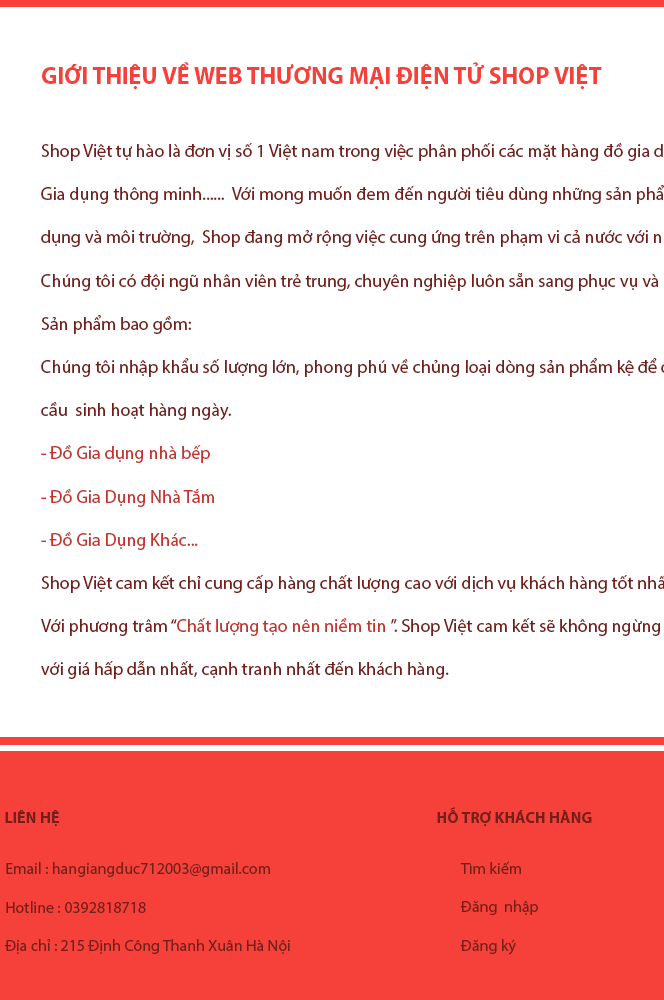 GIỚI THIỆU VỀ WEB THƯƠNG MẠI ĐIỆN TỬ SHOP VIỆT
Shop Việt tự hào là đơn vị số 1 Việt nam trong việc phân phối các mặt hàng đồ gia
Gia dụng thông minh...... Với mong muốn đem đến người tiêu dùng những sản
dụng và môi trường, Shop đang mở rộng việc cung ứng trên phạm vi cả nước với
Chúng tôi có đội ngũ nhân viên trẻ trung, chuyên nghiệp luôn sẵn sang phục vụ và
Sản phẩm bao gồm:
Chúng tôi nhập khẩu số lượng lớn, phong phú về chủng loại dòng sản phẩm kệ để
cầu sinh hoạt hàng ngày.
- Đồ Gia dụng nhà bếp
- Đồ Gia Dụng Nhà Tắm
- Đồ Gia Dụng Khác...
Shop Việt cam kết chỉ cung cấp hàng chất lượng cao với dịch vụ khách hàng tốt
Với phương trâm “Chất lượng tạo nên niềm tin ”. Shop Việt cam kết sẽ không ngừng
với giá hấp dẫn nhất, cạnh tranh nhất đến khách hàng.
LIÊN HỆ
HỖ TRỢ KHÁCH HÀNG
Email : hangiangduc712003@gmail.com
Tìm kiếm
Hotline : 0392818718
Đăng nhập
Địa chỉ : 215 Định Công Thanh Xuân Hà Nội
Đăng ký